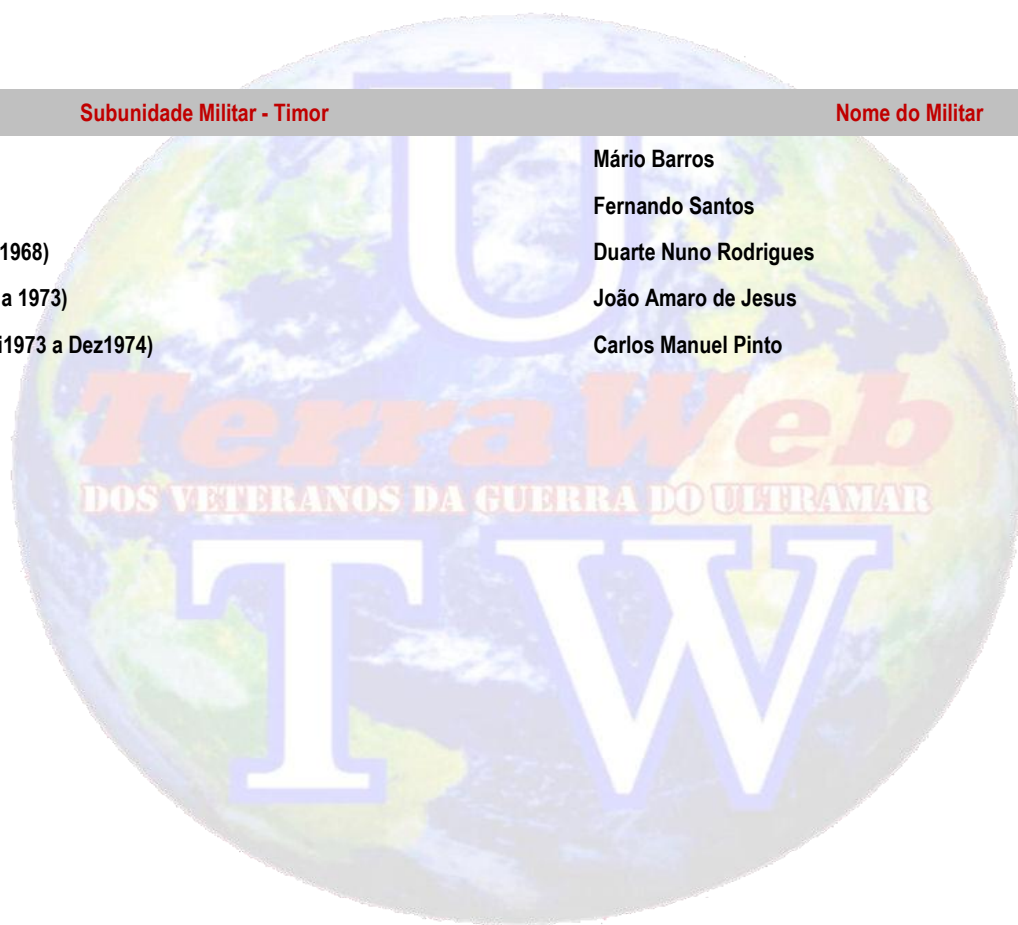 Subunidade Militar - Timor Nome do Militar
Mário Barros
Fernando Santos
1968) Duarte Nuno Rodrigues
a 1973) João Amaro de Jesus
i1973 a Dez1974) Carlos Manuel Pinto
U
TerraWeb
DOS VETERANOS DA GUERRA DO ULTRAMAR
TW